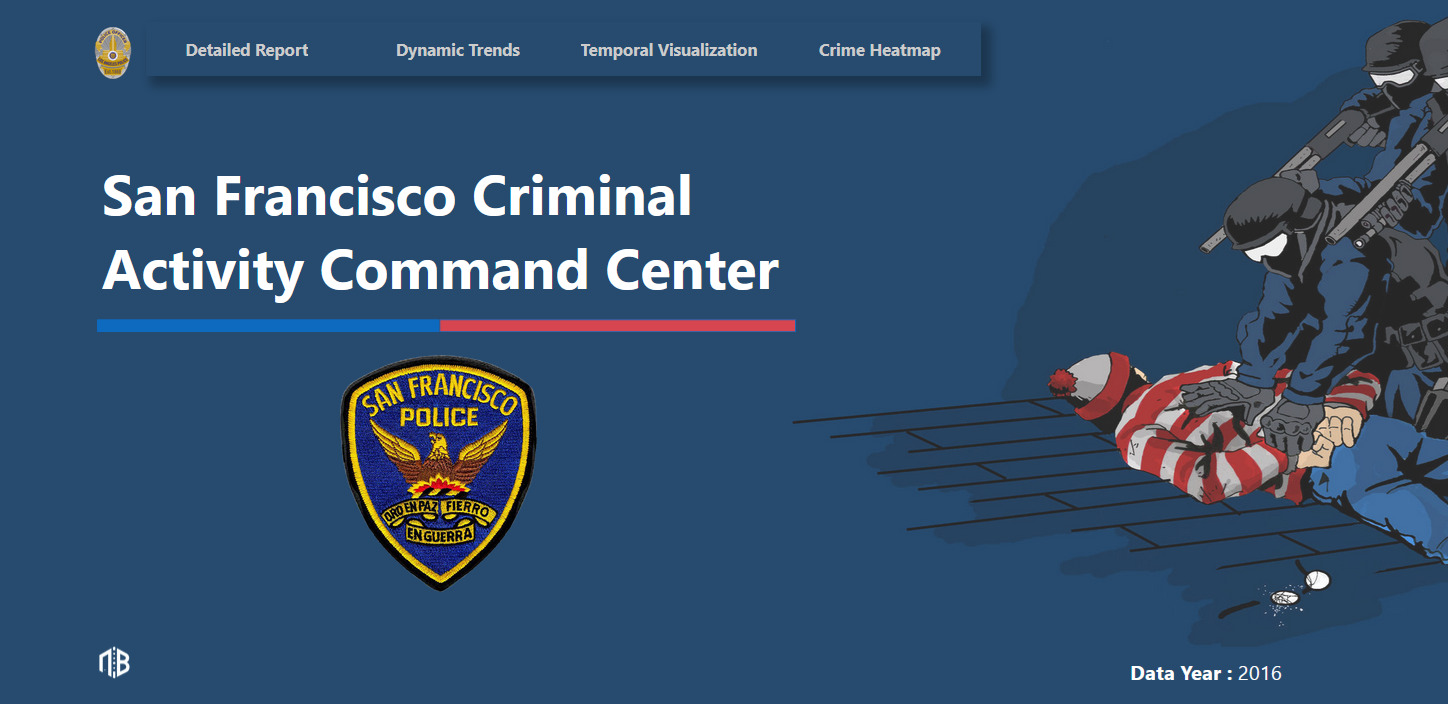 Detailed Report
Dynamic Trends
Temporal Visualization
Crime Heatmap
San Francisco Criminal
Activity Command Center
SAN FRANCISCO
POLICE
ORO EN PAZ
FIERRO
EN GUERRA
Data Year : 2016